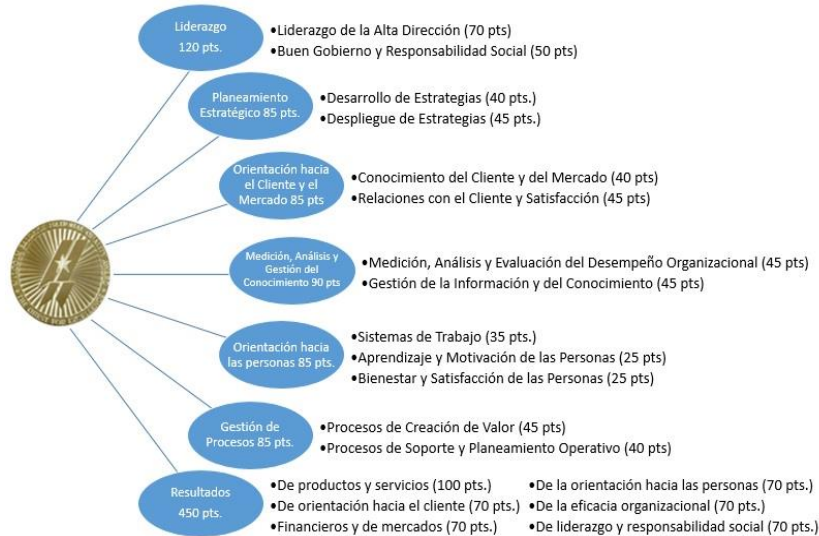 Liderazgo
120 pts.
•Liderazgo de la Alta Dirección (70 pts)
•Buen Gobierno y Responsabilidad Social (50 pts)
Planeamiento
Estratégico 85 pts.
•Desarrollo de Estrategias (40 pts.)
•Despliegue de Estrategias (45 pts.)
Orientación hacia
el Cliente y el
Mercado 85 pts
•Conocimiento del Cliente y del Mercado (40 pts)
•Relaciones con el Cliente y Satisfacción (45 pts)
Medición, Análisis y
Gestión del
Conocimiento 90 pts
•Medición, Análisis y Evaluación del Desempeño Organizacional (45 pts)
•Gestión de la Información y del Conocimiento (45 pts)
Orientación hacia
las personas 85 pts.
•Sistemas de Trabajo (35 pts.)
•Aprendizaje y Motivación de las Personas (25 pts)
•Bienestar y Satisfacción de las Personas (25 pts)
Gestión de
Procesos 85 pts.
•Procesos de Creación de Valor (45 pts)
•Procesos de Soporte y Planeamiento Operativo (40 pts)
Resultados
450 pts.
•De productos y servicios (100 pts.)
•De orientación hacia el cliente (70 pts.)
•Financieros y de mercados (70 pts.)
•De la orientación hacia las personas (70 pts.)
•De la eficacia organizacional (70 pts.)
•De liderazgo y responsabilidad social (70 pts.)